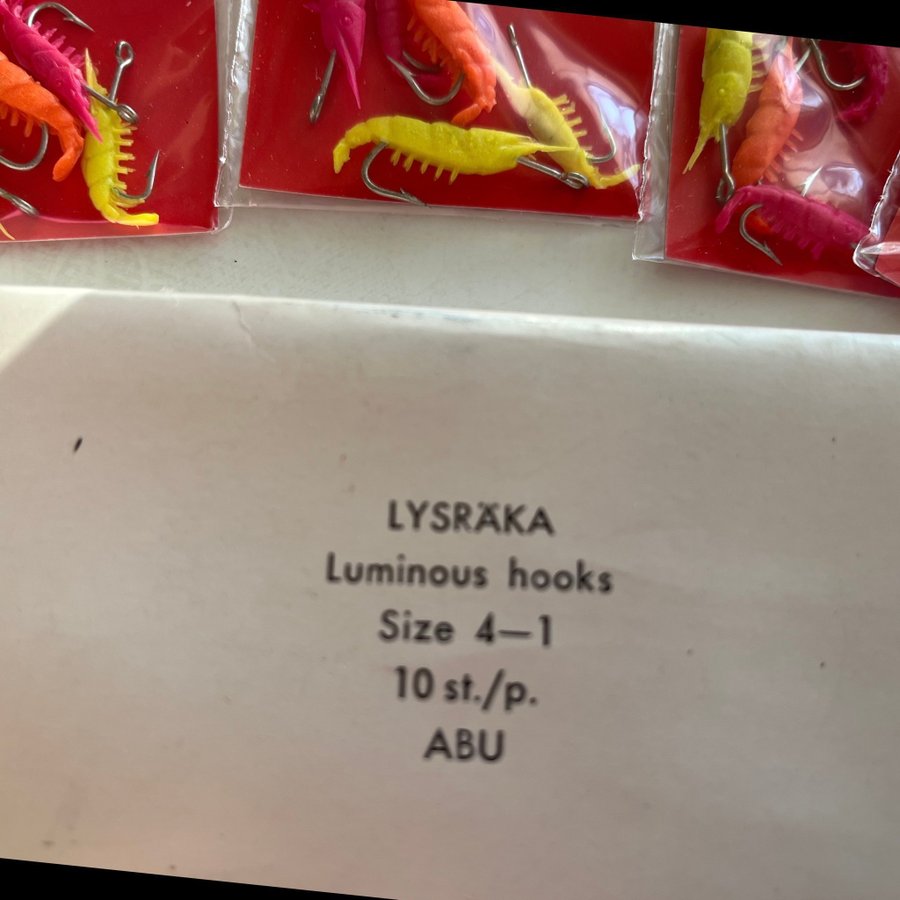 LYSRÄKA
Luminous hooks
Size 4—1
10 st./p.
ABU